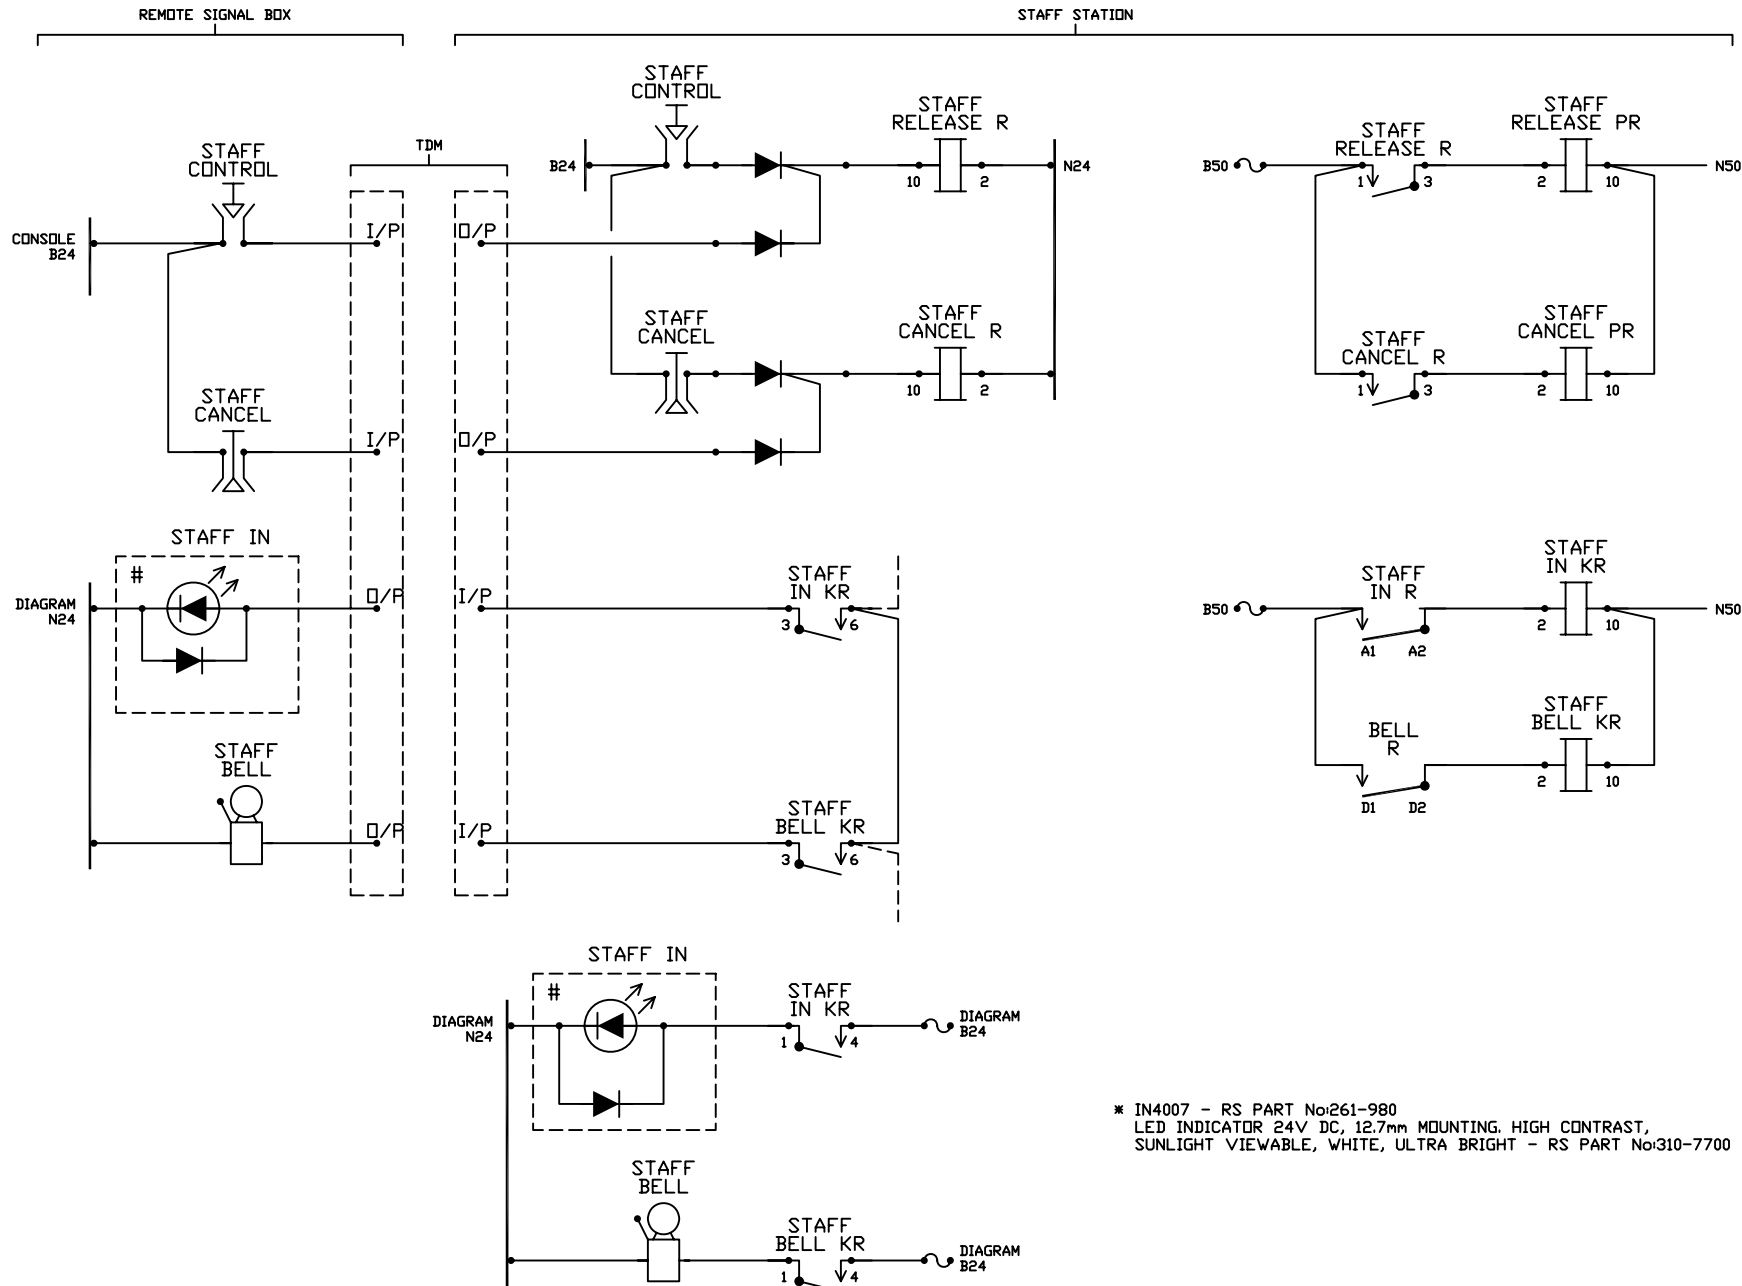 REMOTE SIGNAL BOX
STAFF STATION
STAFF
CONTROL
STAFF
RELEASE R
STAFF
RELEASE R
STAFF
RELEASE PR
TDM
STAFF
CONTROL
B24
10
2
N24
B50
1
3
2
10
N50
CONSOLE
B24
I/P
O/P
STAFF
CANCEL
STAFF
CANCEL R
STAFF
CANCEL R
STAFF
CANCEL PR
10
2
1
3
2
10
STAFF
CANCEL
I/P
O/P
STAFF IN
#
DIAGRAM
N24
O/P
I/P
STAFF
IN KR
3
6
STAFF
IN R
STAFF
IN KR
B50
A1
A2
2
10
N50
STAFF
BELL
BELL
R
STAFF
BELL KR
D1
D2
2
10
O/P
I/P
STAFF
BELL KR
3
6
STAFF IN
#
DIAGRAM
N24
STAFF
IN KR
1
4
DIAGRAM
B24
* IN4007 - RS PART No:261-980
LED INDICATOR 24V DC, 12.7mm MOUNTING. HIGH CONTRAST,
SUNLIGHT VIEWABLE, WHITE, ULTRA BRIGHT - RS PART No:310-7700
STAFF
BELL
STAFF
BELL KR
1
4
DIAGRAM
B24